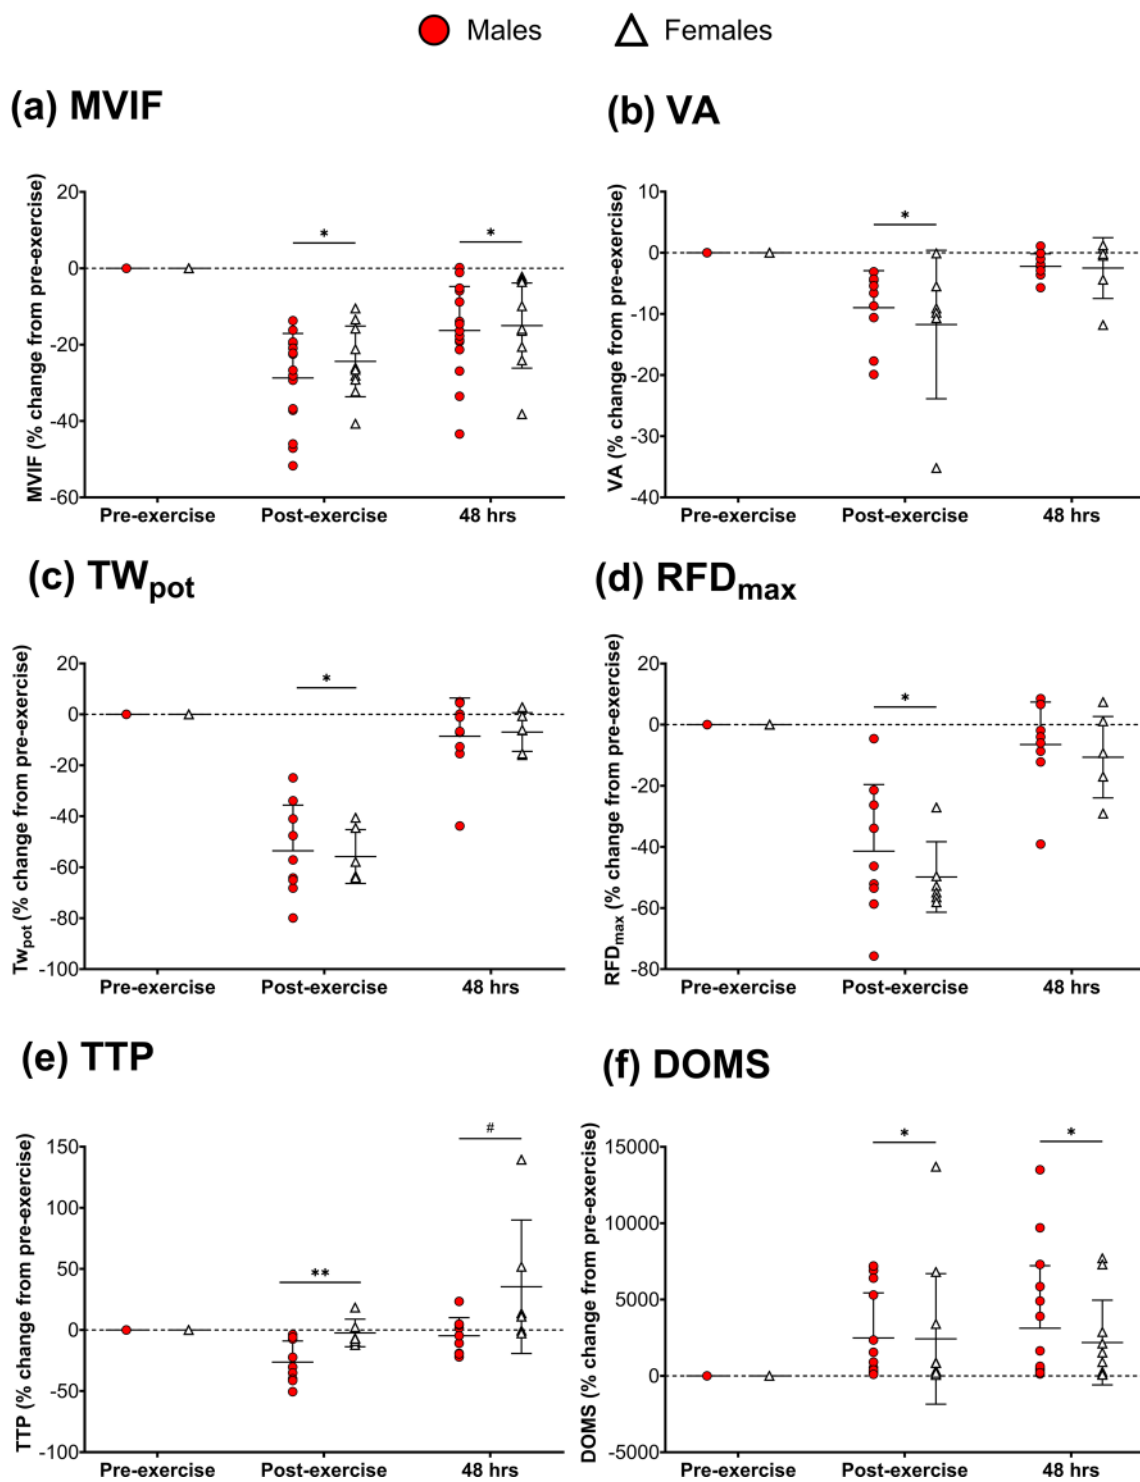 Males Females
(a) MVIF
MVIF (% change from pre-exercise)
20
0
-20
-40
-60
*
*
Pre-exercise Post-exercise 48 hrs
(b) VA
VA (% change from pre-exercise)
10
0
-10
-20
-30
-40
*
Pre-exercise Post-exercise 48 hrs
(c) TWpot
Twpot (% change from pre-exercise)
20
0
-20
-40
-60
-80
-100
*
Pre-exercise Post-exercise 48 hrs
(d) RFDmax
RFDmax (% change from pre-exercise)
20
0
-20
-40
-60
-80
*
Pre-exercise Post-exercise 48 hrs
(e) TTP
TTP (% change from pre-exercise)
150
100
50
0
-50
-100
**
#
Pre-exercise Post-exercise 48 hrs
(f) DOMS
DOMS (% change from pre-exercise)
15000
10000
5000
0
-5000
*
*
Pre-exercise Post-exercise 48 hrs